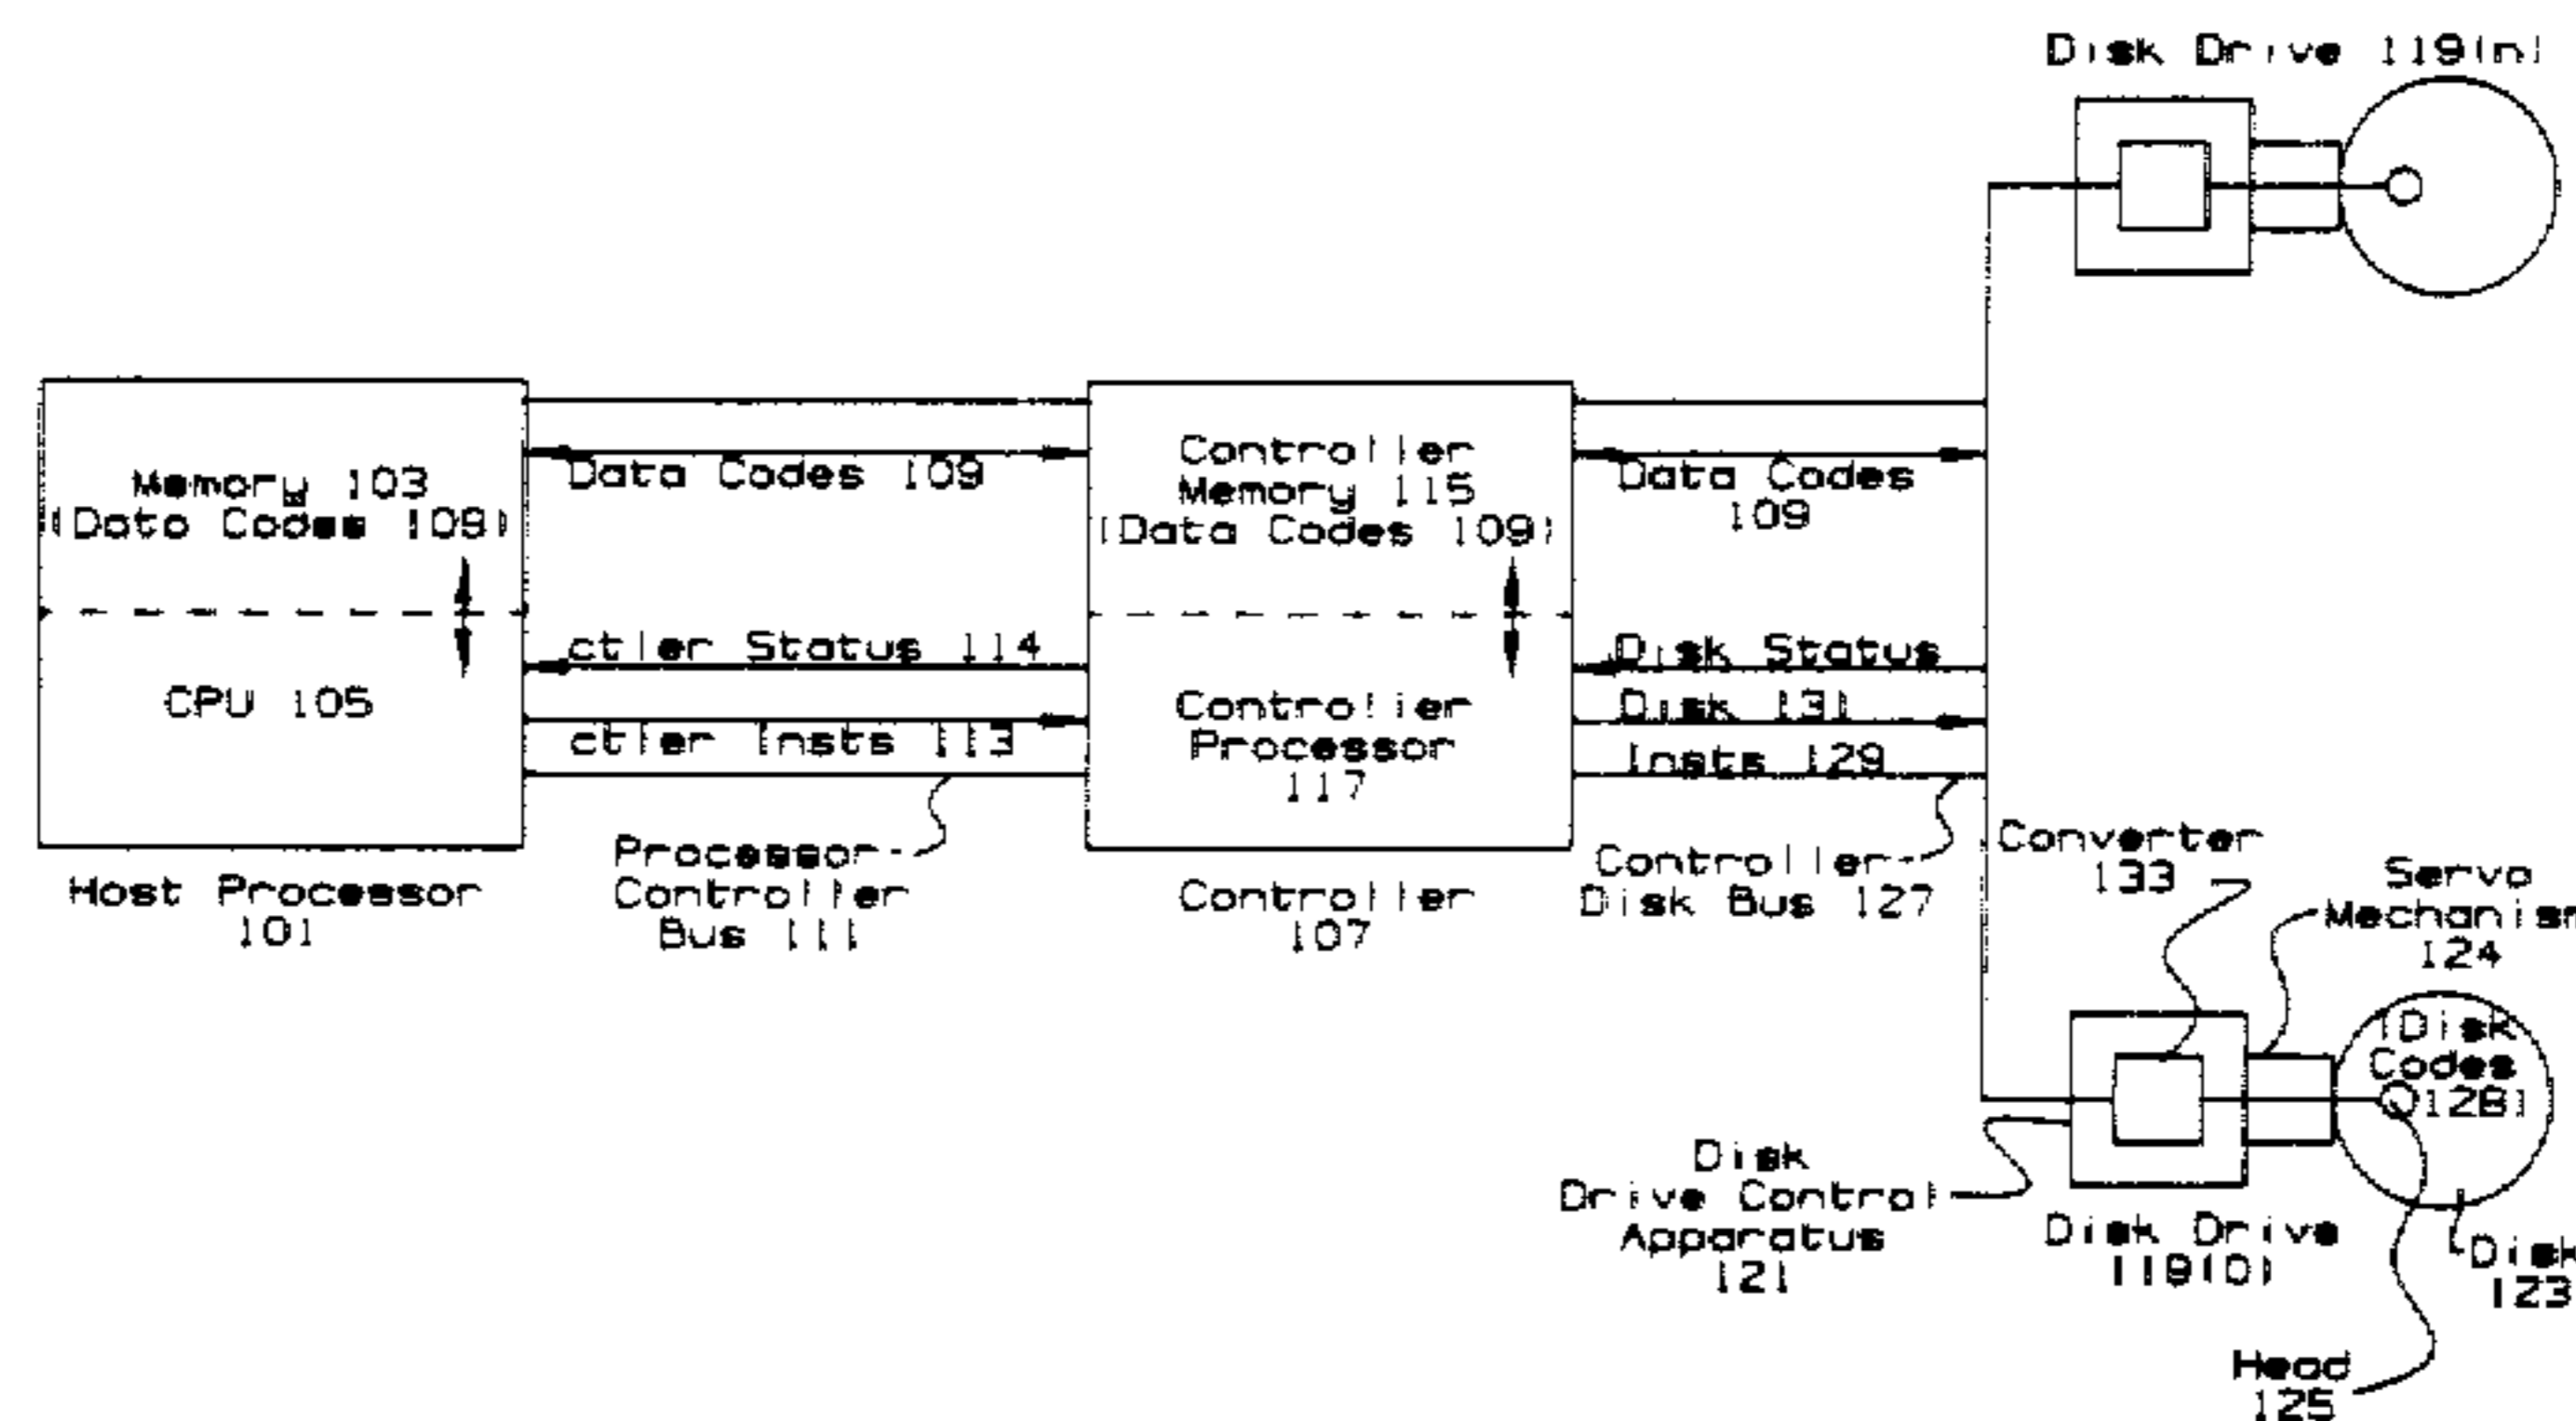 Disk Drive 119(n)
Memory 103
(Data Codes 109)
CPU 105
Host Processor
101
Data Codes 109
ctler Status 114
ctler Insts 113
Processor-
Controller
Bus 111
Controller
Memory 115
(Data Codes 109)
Controller
Processor
117
Controller
107
Data Codes
109
Disk Status
Disk 131
Insts 129
Controller
Disk Bus 127
Converter
133
Servo
Mechanism
124
(Disk
Codes
128)
Disk
Drive Control
Apparatus
121
Disk Drive
119(0)
Disk
123
Head
125